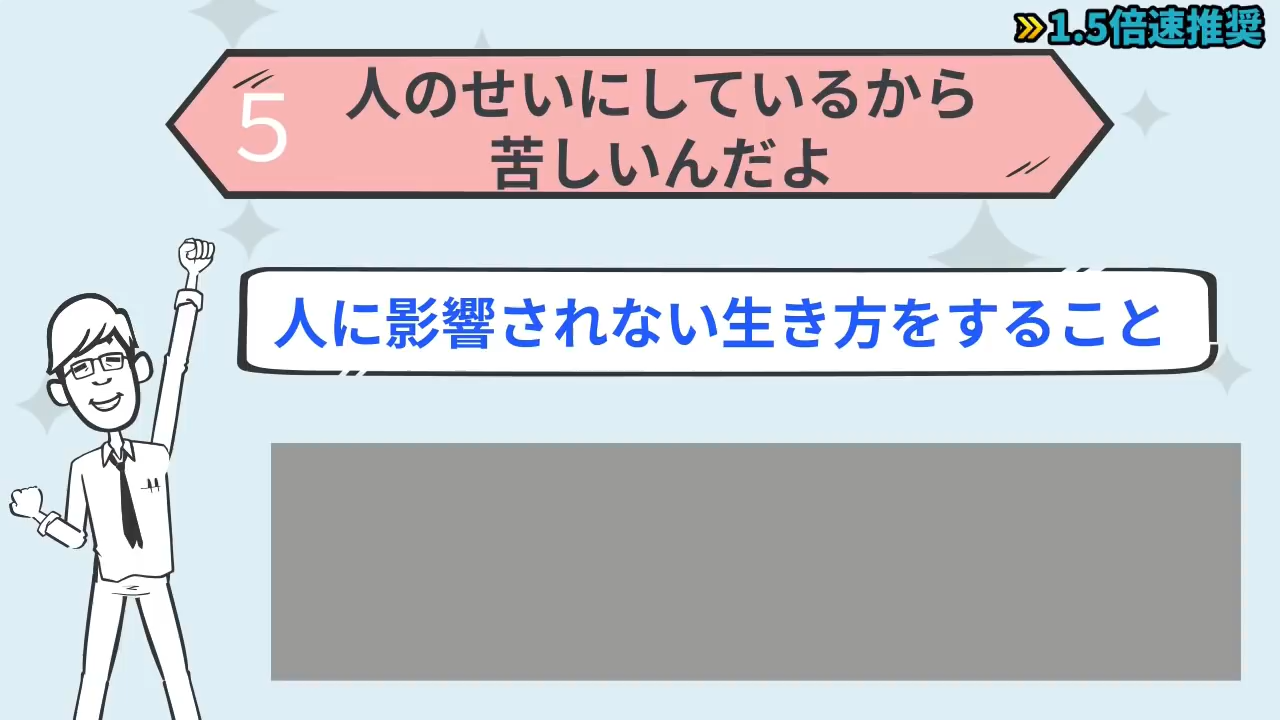 1.5倍速推奨
5
人のせいにしているから
苦しいんだよ
人に影響されない生き方をすること